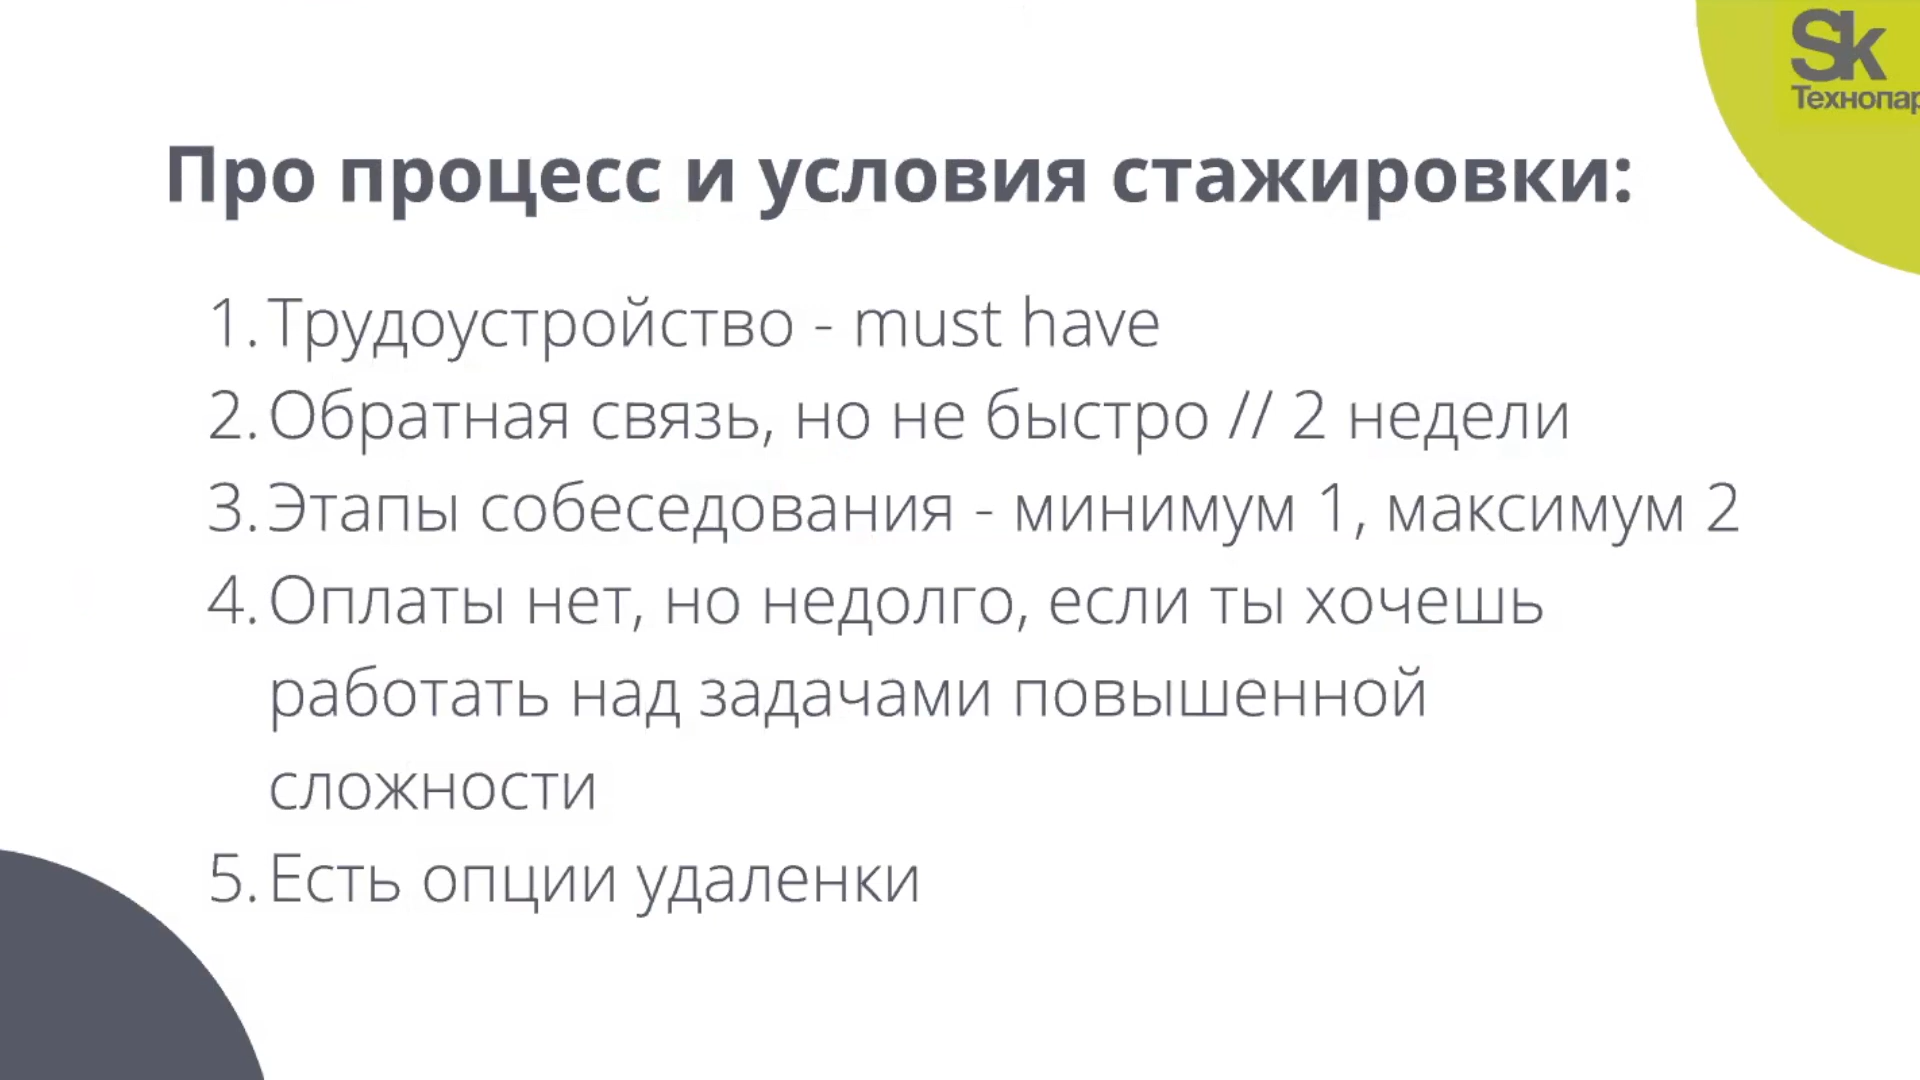 Sk
Технопар
Про процесс и условия стажировки:
1. Трудоустройство - must have
2. Обратная связь, но не быстро // 2 недели
3. Этапы собеседования - минимум 1, максимум 2
4. Оплаты нет, но недолго, если ты хочешь
работать над задачами повышенной
сложности
5. Есть опции удаленки